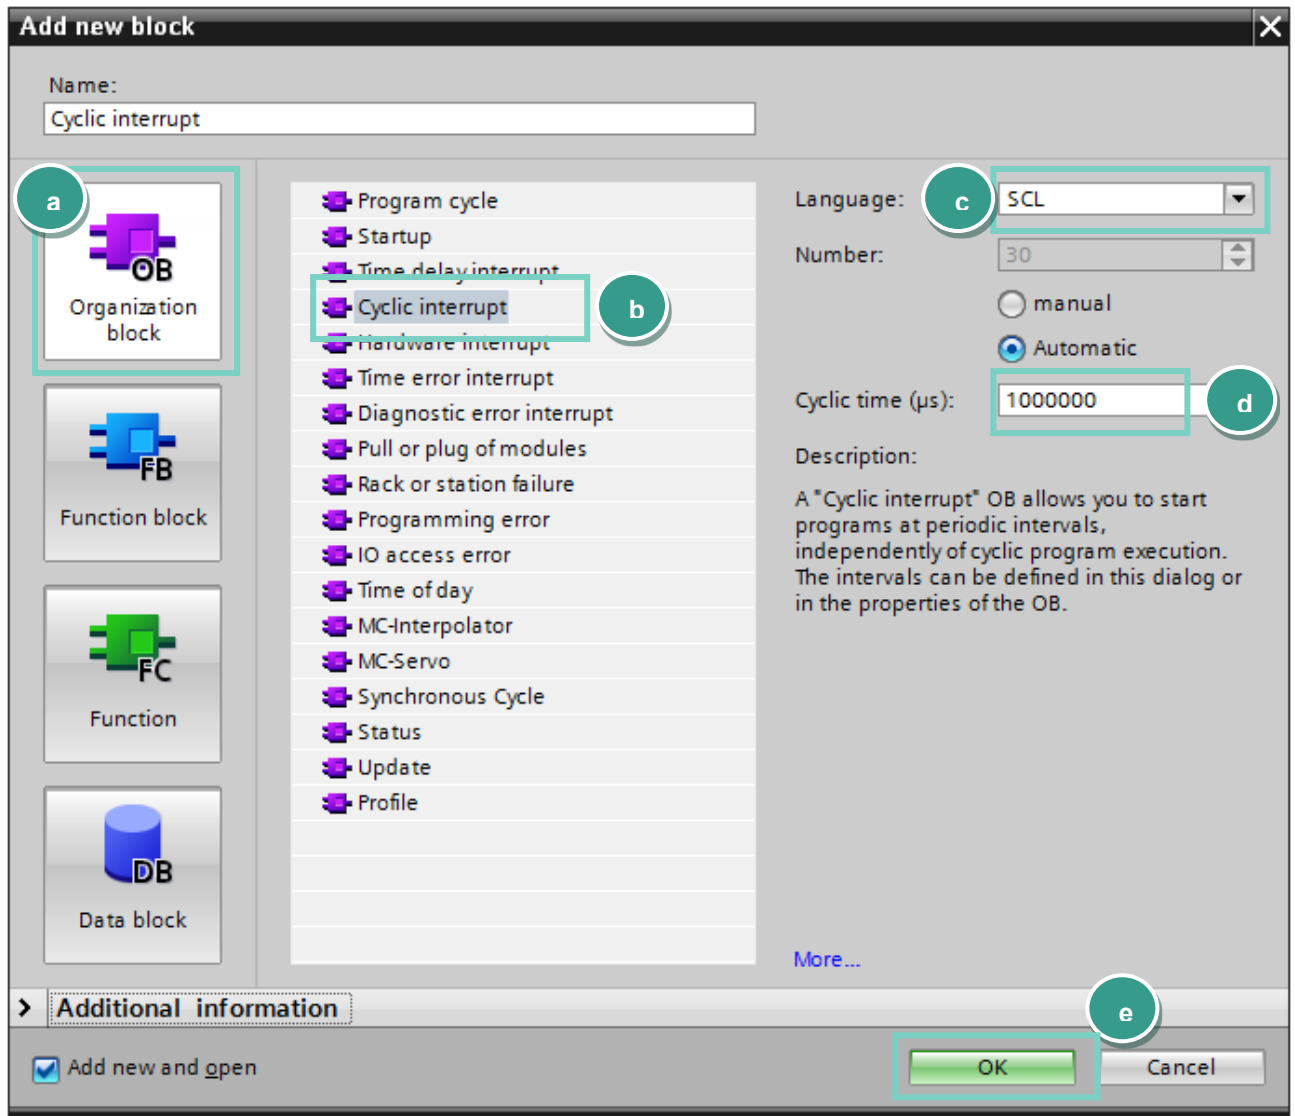 Add new block
Name:
Cyclic interrupt
a
OB
Organization
block
FB
Function block
FC
Function
DB
Data block
Program cycle
Startup
Time delay interrupt
Cyclic interrupt
b
Hardware interrupt
Time error interrupt
Diagnostic error interrupt
Pull or plug of modules
Rack or station failure
Programming error
IO access error
Time of day
MC-Interpolator
MC-Servo
Synchronous Cycle
Status
Update
Profile
Language:
c
SCL
Number:
30
manual
Automatic
Cyclic time (µs):
1000000
d
Description:
A "Cyclic interrupt" OB allows you to start
programs at periodic intervals,
independently of cyclic program execution.
The intervals can be defined in this dialog or
in the properties of the OB.
More...
> Additional information
e
Add new and open
OK
Cancel